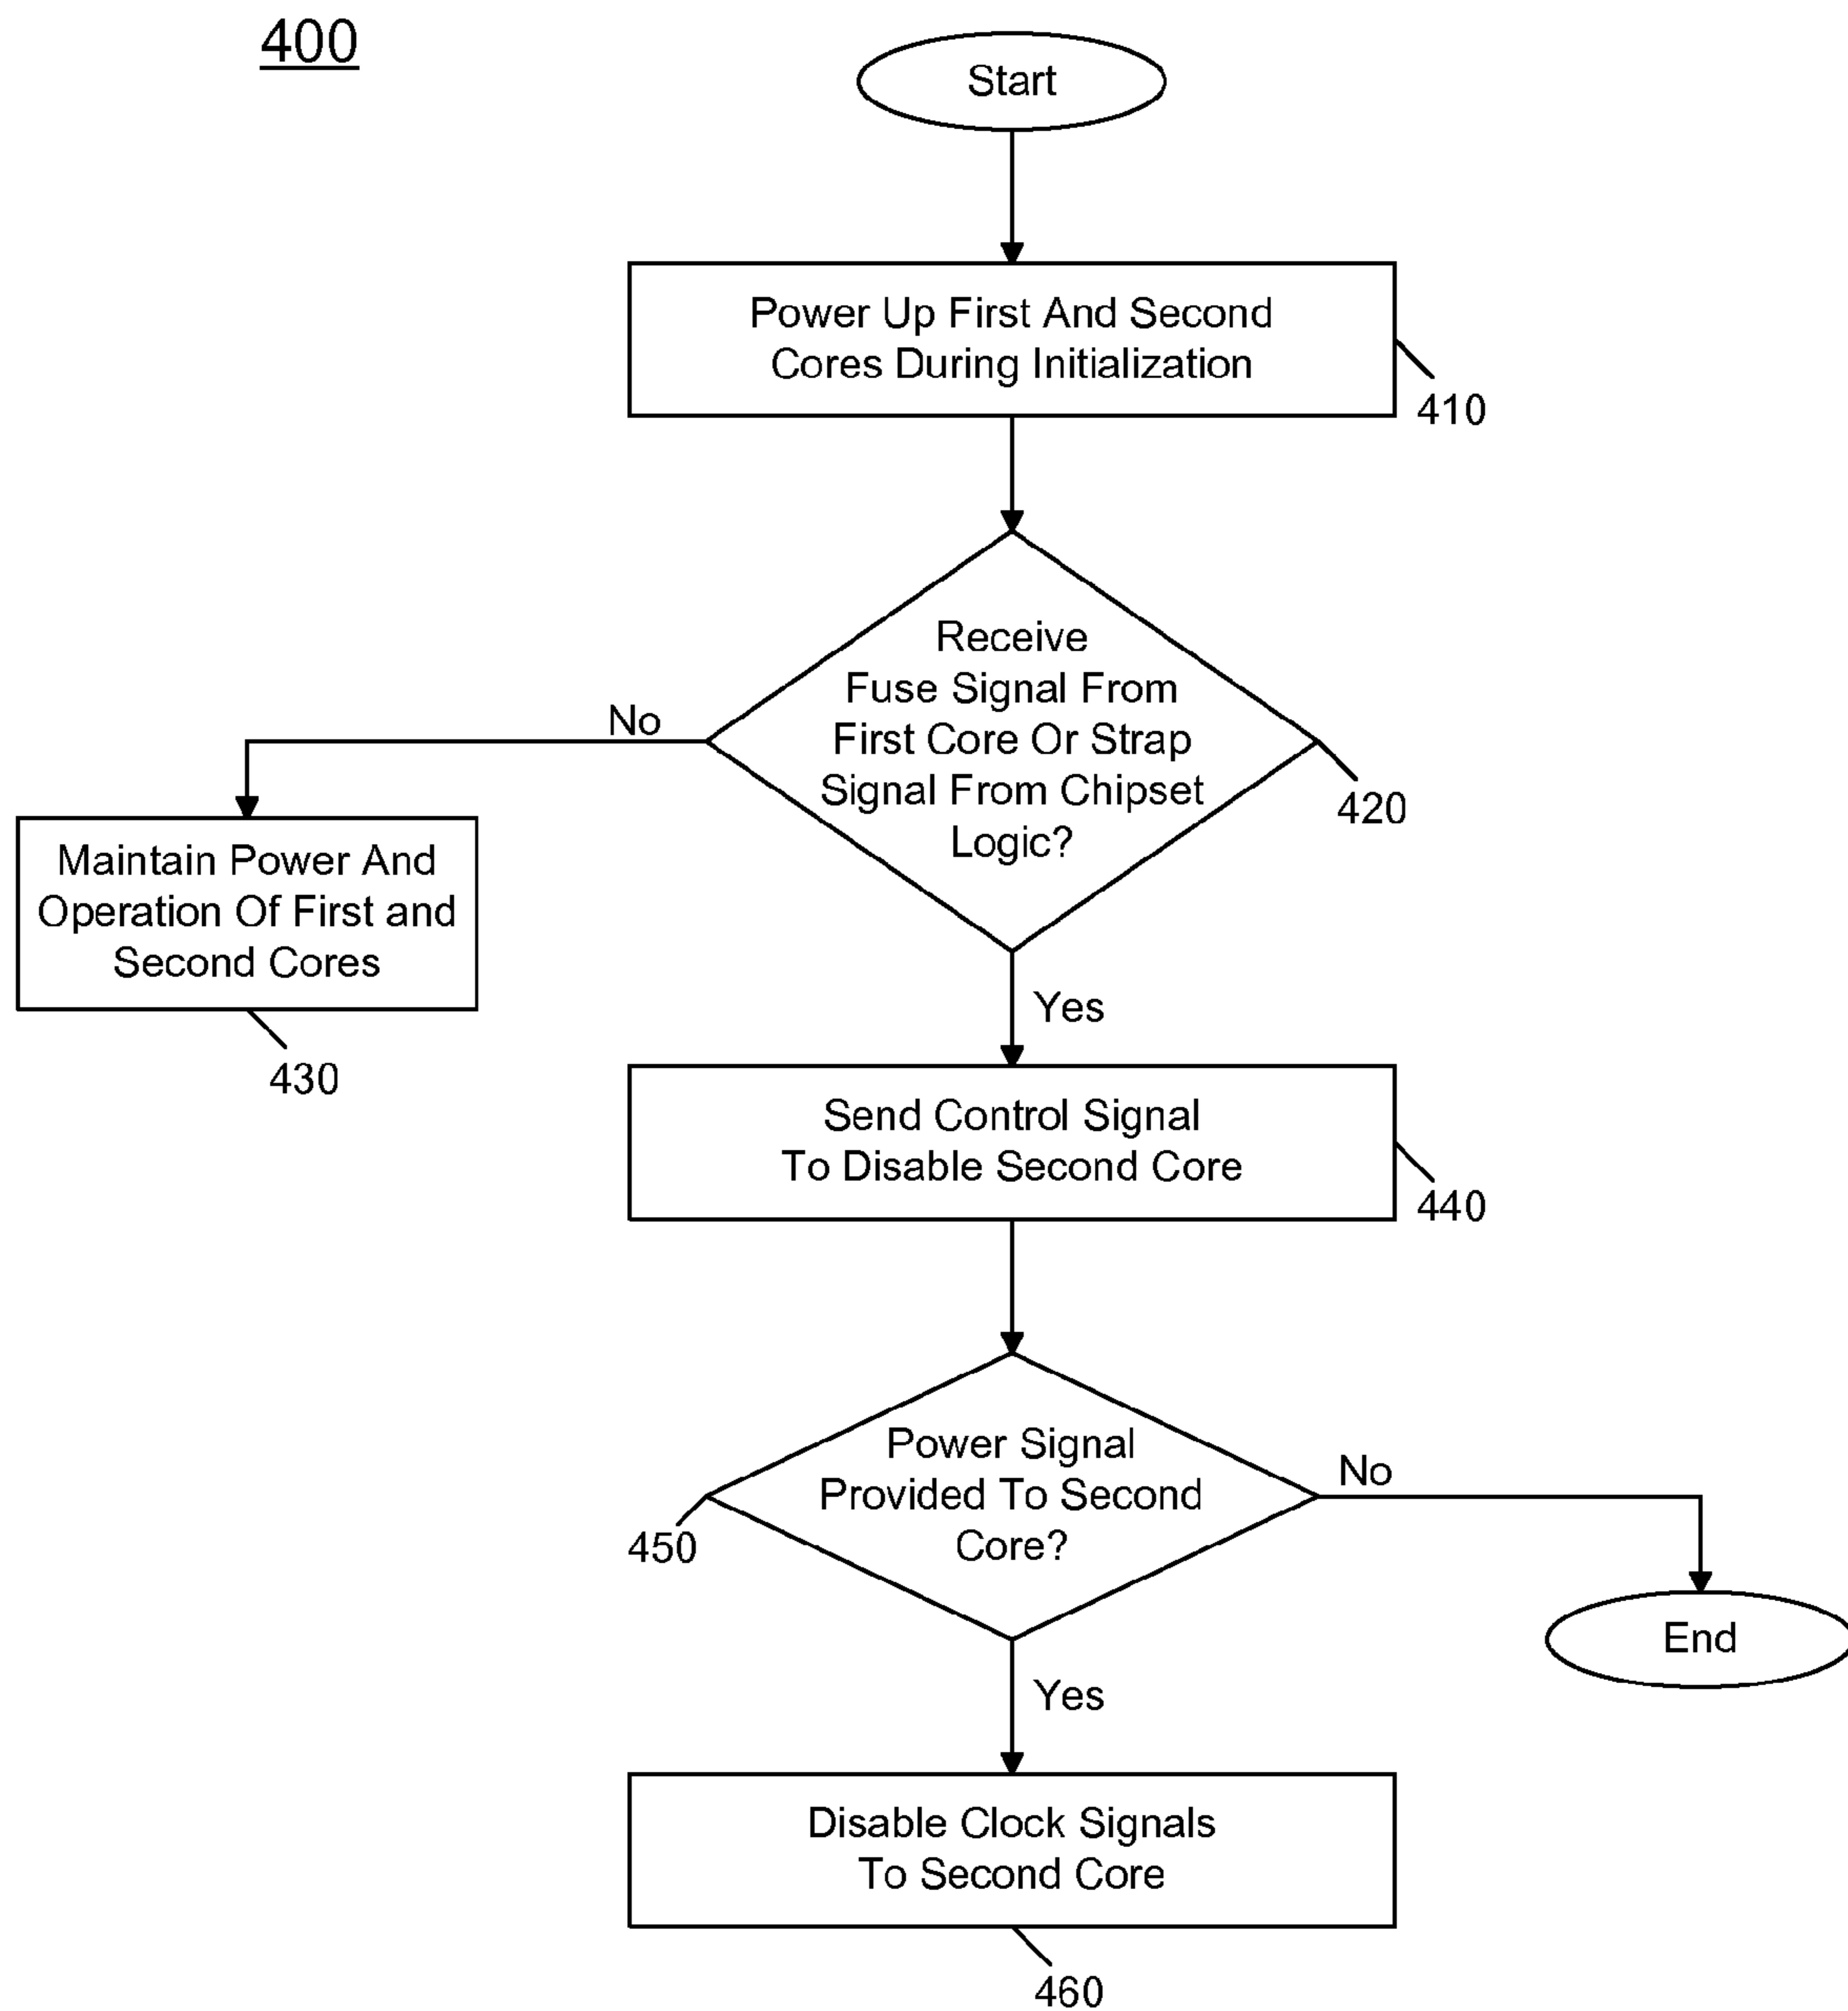 400
Start
Power Up First And Second
Cores During Initialization
410
Receive
Fuse Signal From
First Core Or Strap
Signal From Chipset
Logic?
420
No
Maintain Power And
Operation Of First and
Second Cores
430
Yes
Send Control Signal
To Disable Second Core
440
Power Signal
Provided To Second
Core?
450
No
End
Yes
Disable Clock Signals
To Second Core
460